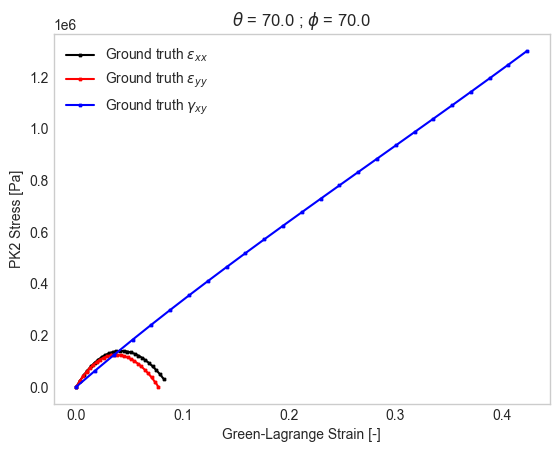 θ = 70.0 ; ϕ = 70.0
1e6
Ground truth εxx
Ground truth εyy
Ground truth γxy
1.2
1.0
0.8
0.6
0.4
0.2
0.0
PK2 Stress [Pa]
0.0 0.1 0.2 0.3 0.4
Green-Lagrange Strain [-]